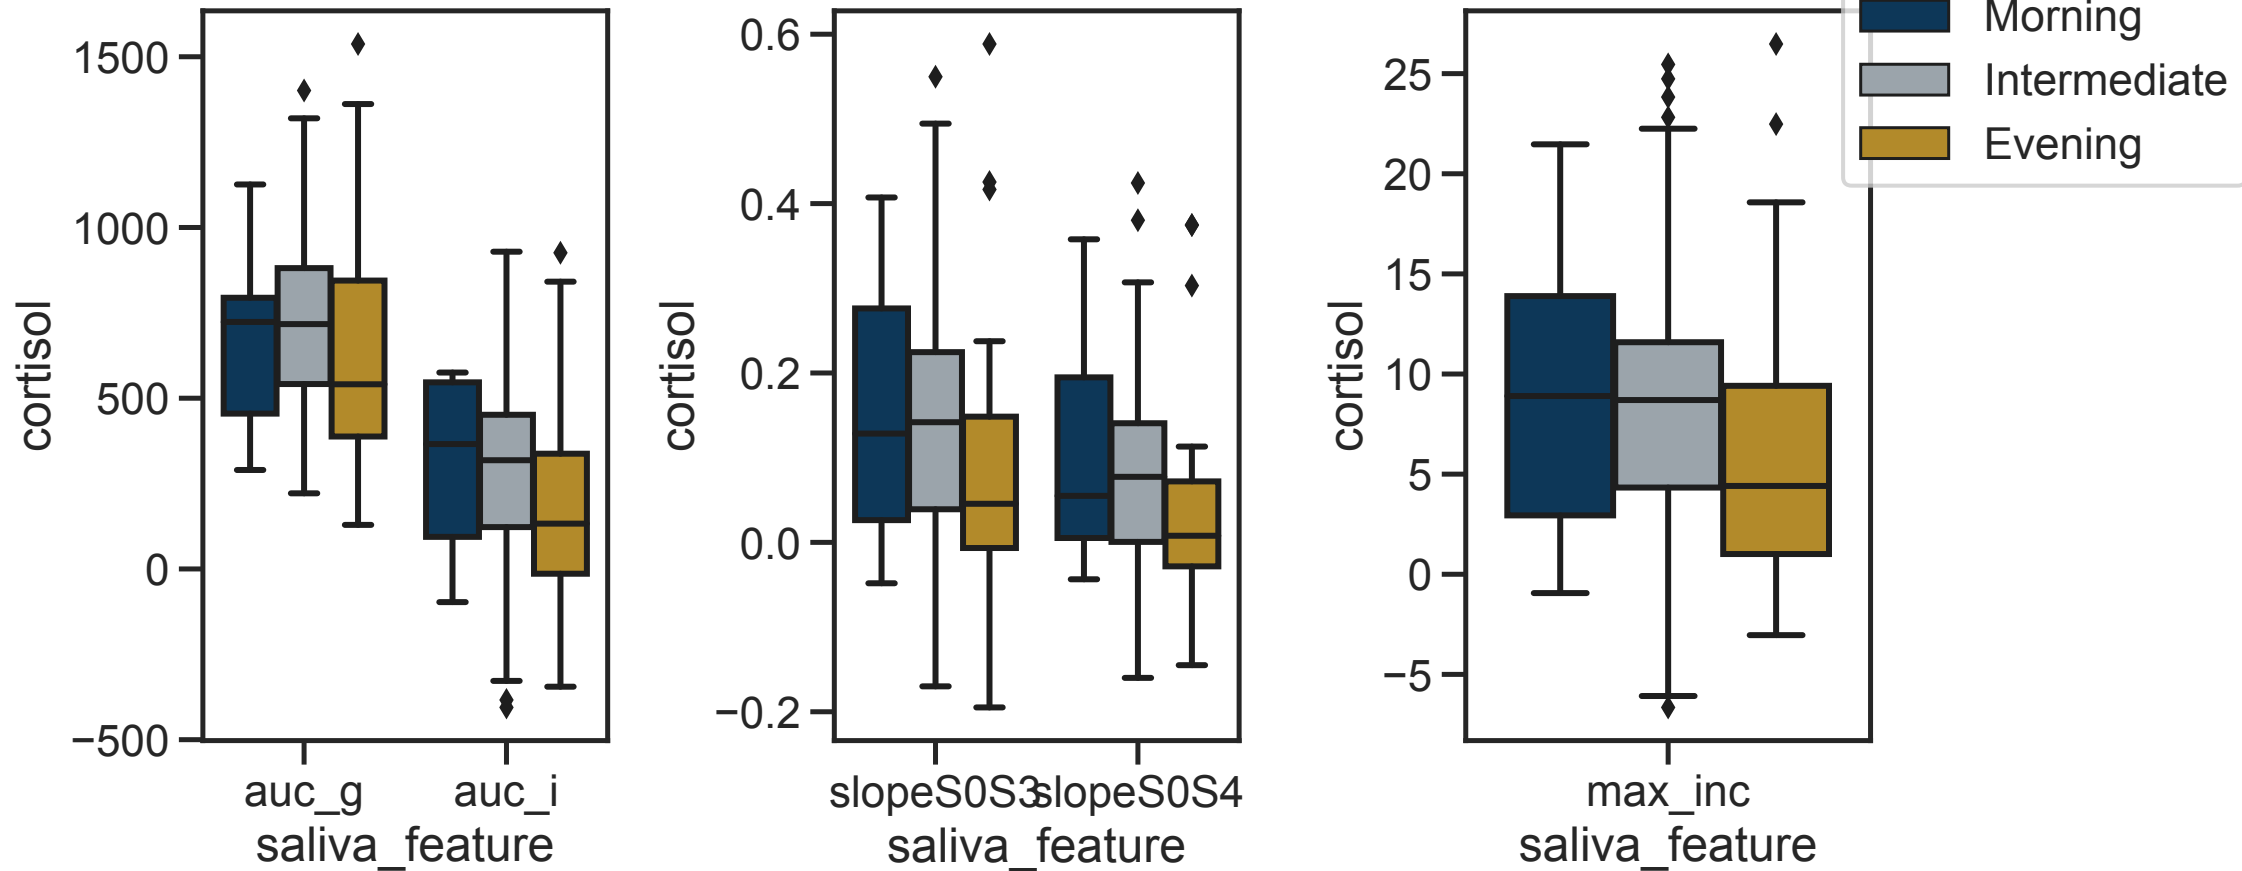 cortisol
1500
1000
500
0
−500
auc_g
auc_i
saliva_feature
cortisol
0.6
0.4
0.2
0.0
−0.2
slopeS0S3
slopeS0S4
saliva_feature
cortisol
25
20
15
10
5
0
−5
max_inc
saliva_feature
Morning
Intermediate
Evening